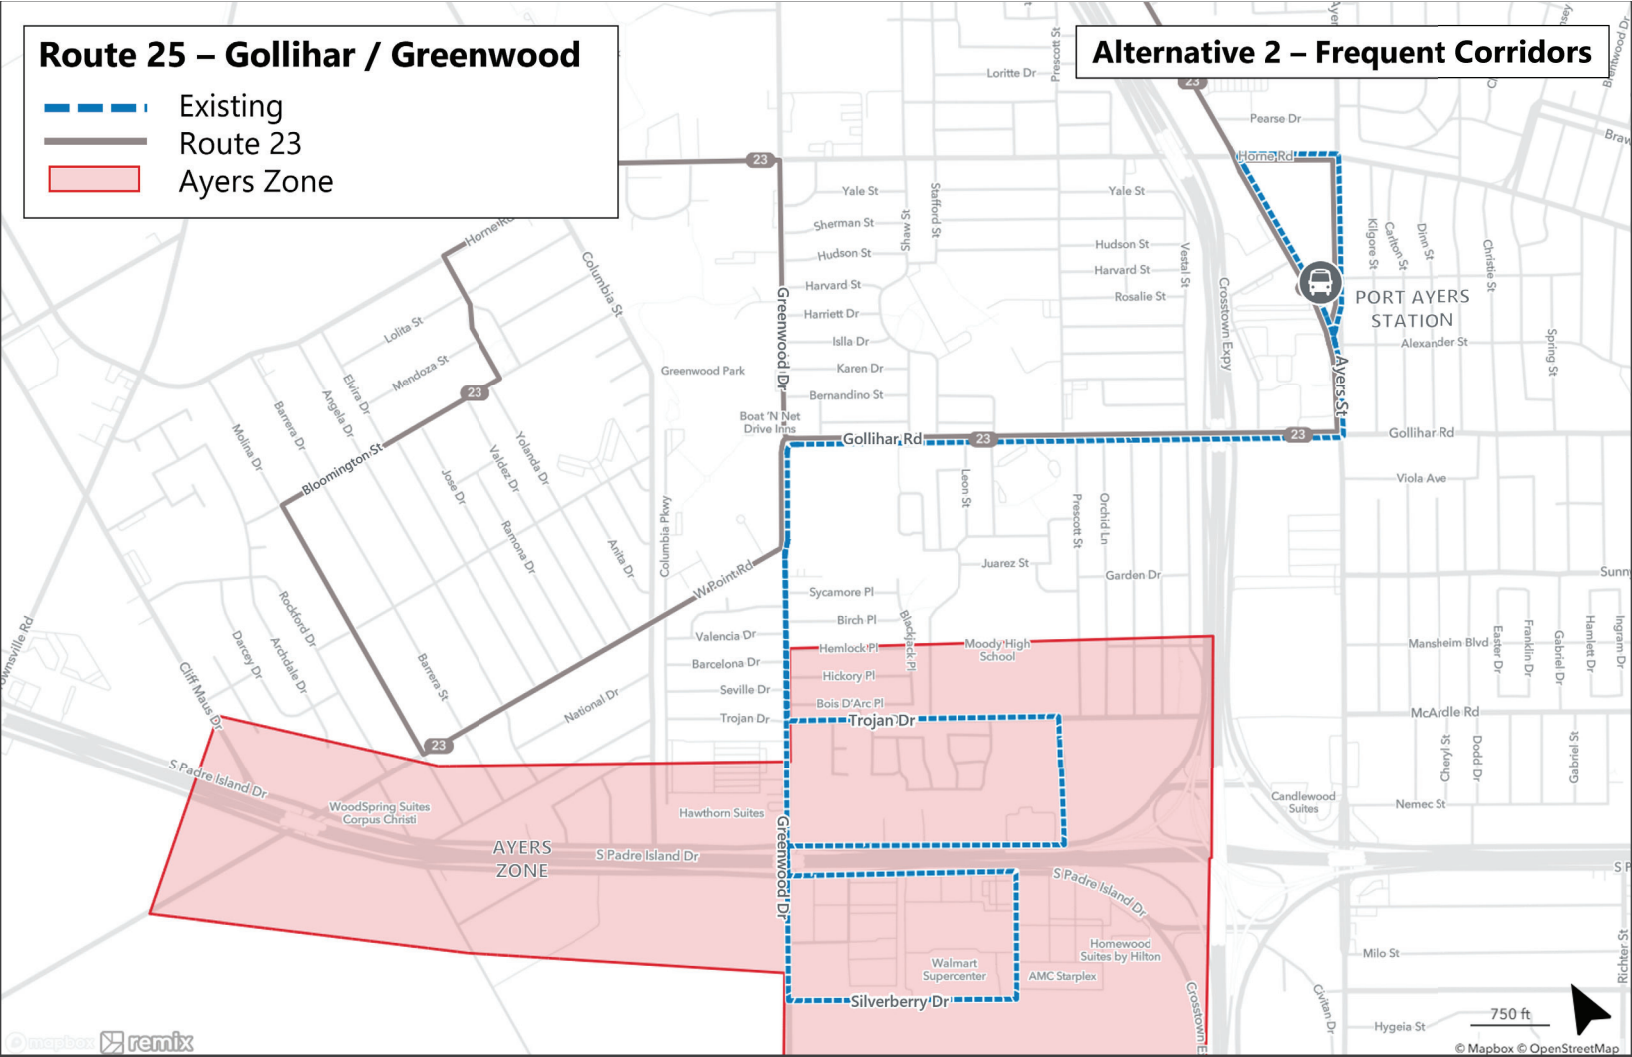 Route 25 – Gollihar / Greenwood
Existing
Route 23
Ayers Zone
Alternative 2 – Frequent Corridors
Prescott St
Loritte Dr
23
Pearse Dr
Horne Rd
23
Yale St
Sherman St
Hudson St
Harvard St
Harriett Dr
Islla Dr
Karen Dr
Bernandino St
Shaw St
Stafford St
Yale St
Hudson St
Harvard St
Rosalie St
Vestal St
Crosstown Expy
Kilgore St
Carlton St
Dinn St
Christie St
Spring St
PORT AYERS
STATION
Alexander St
Ayers St
Horne Rd
Columbia St
Lolita St
Mendoza St
Elvira Dr
Angela Dr
Barrera Dr
Molina Dr
23
Greenwood Park
Greenwood Dr
Boat 'N Net
Drive Inns
Gollihar Rd
23
23
Gollihar Rd
Viola Ave
Bloomington St
Yolanda Dr
Valdez Dr
Jose Dr
Ramona Dr
Anita Dr
Columbia Pkwy
Leon St
Prescott St
Orchid Ln
Juarez St
Garden Dr
W Point Rd
Sycamore Pl
Birch Pl
Hemlock Pl
Hickory Pl
Bois D'Arc Pl
Blackjack Pl
Moody High
School
Valencia Dr
Barcelona Dr
Seville Dr
Trojan Dr
Trojan Dr
National Dr
Barrera St
Rockford Dr
Archdale Dr
Darcey Dr
Cliff Maus Dr
23
Mansheim Blvd
Easter Dr
Franklin Dr
Gabriel Dr
Hamlett Dr
Ingram Dr
McArdle Rd
Cheryl St
Dodd Dr
Gabriel St
Nemec St
Candlewood
Suites
S Padre Island Dr
WoodSpring Suites
Corpus Christi
Hawthorn Suites
AYERS
ZONE
S Padre Island Dr
Greenwood Dr
S Padre Island Dr
Homewood
Suites by Hilton
Walmart
Supercenter
AMC Starplex
Silverberry Dr
Crosstown E
Milo St
Richter St
Civitan Dr
Hygeia St
750 ft
mapbox
remix
© Mapbox © OpenStreetMap